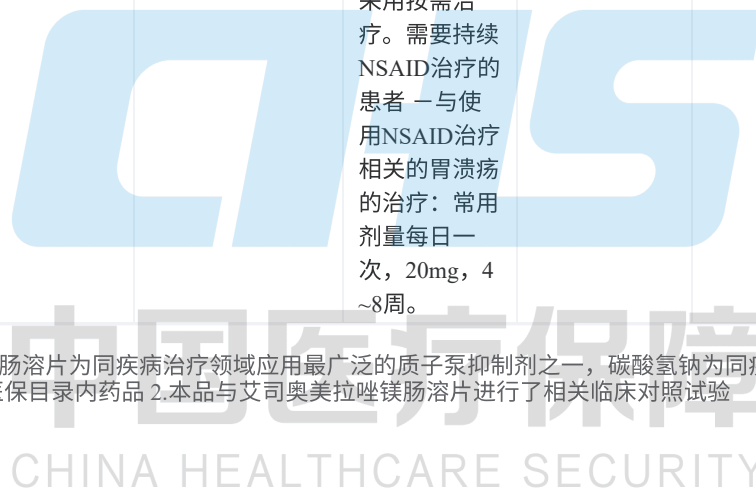 采用按需治
疗。需要持续
NSAID治疗的
患者 －与使
用NSAID治疗
相关的胃溃疡
的治疗：常用
剂量每日一
次，20mg，4
~8周。
肠溶片为同疾病治疗领域应用最广泛的质子泵抑制剂之一，碳酸氢钠为同疾
医保目录内药品 2.本品与艾司奥美拉唑镁肠溶片进行了相关临床对照试验
中国医疗保障
CHINA HEALTHCARE SECURITY